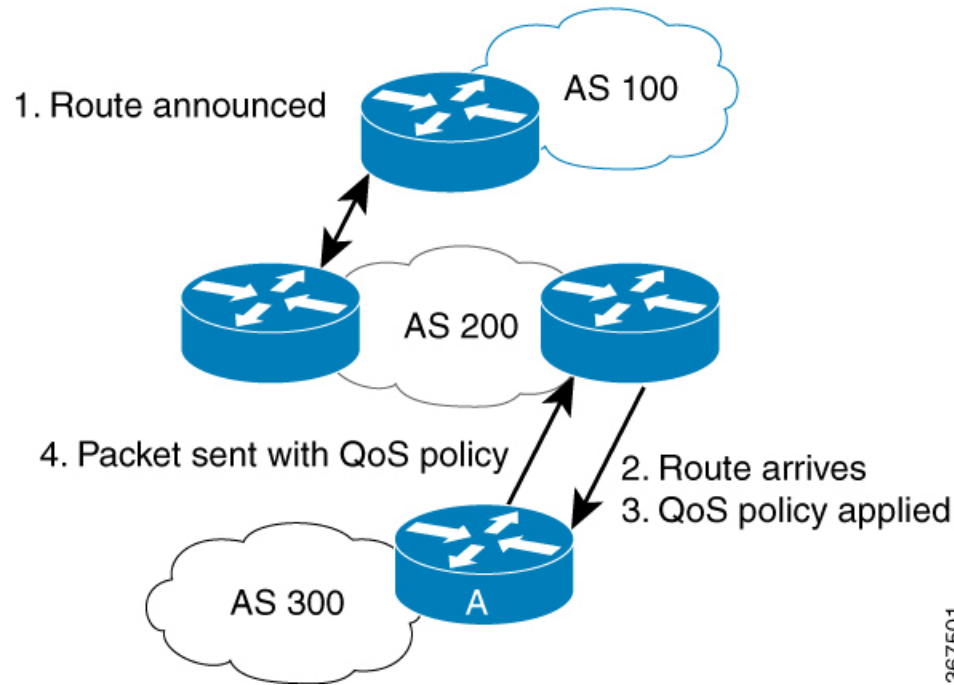 AS 100
1. Route announced
AS 200
4. Packet sent with QoS policy
2. Route arrives
3. QoS policy applied
AS 300
A
367501